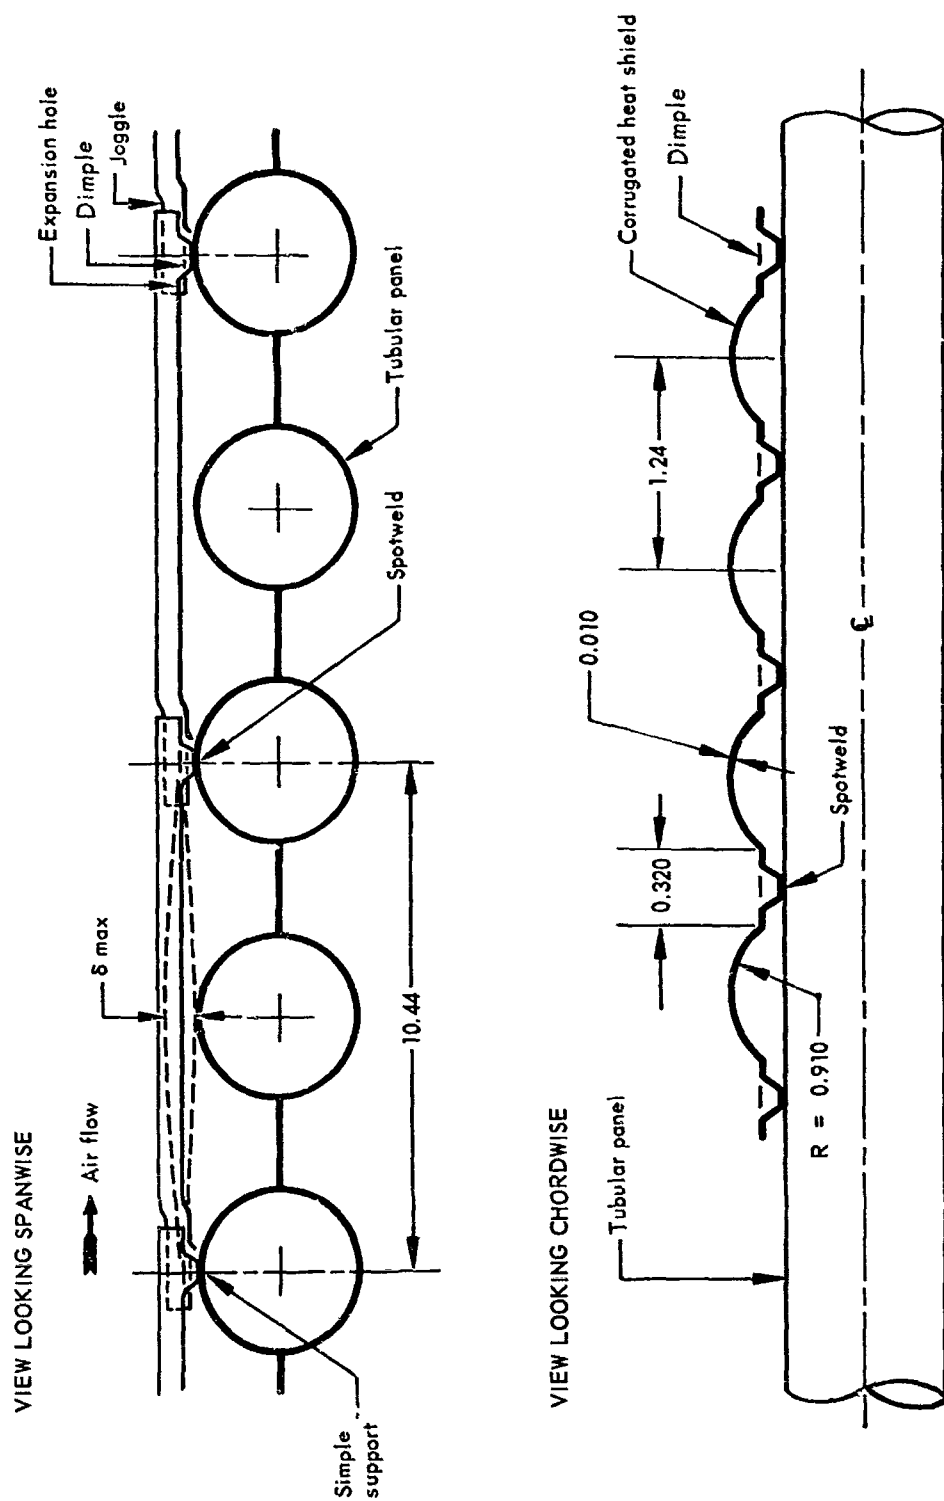 VIEW LOOKING SPANWISE
Air flow
δ max
Expansion hole
Dimple
Joggle
Tubular panel
Spotweld
10.44
Simple
support
VIEW LOOKING CHORDWISE
Tubular panel
R = 0.910
0.320
Spotweld
0.010
1.24
Corrugated heat shield
Dimple
℄